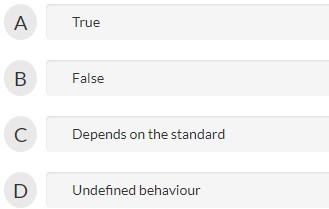 A True
B False
C Depends on the standard
D Undefined behaviour